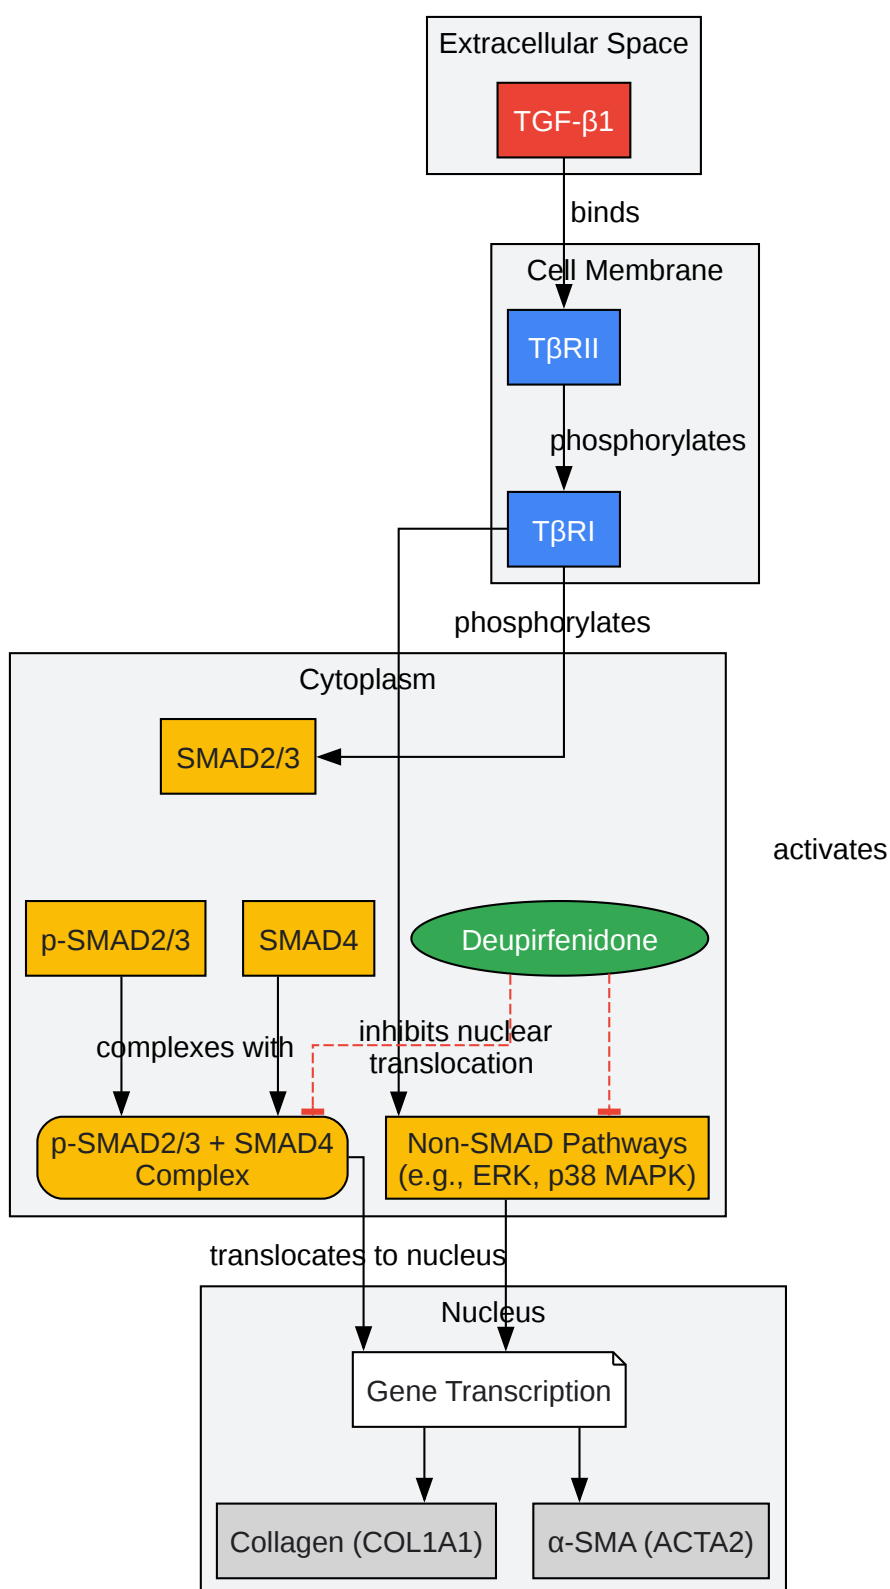 Extracellular Space
TGF-β1
binds
Cell Membrane
TβRII
phosphorylates
TβRI
phosphorylates
Cytoplasm
SMAD2/3
activates
p-SMAD2/3
SMAD4
Deupirfenidone
complexes with
inhibits nuclear
translocation
p-SMAD2/3 + SMAD4
Complex
Non-SMAD Pathways
(e.g., ERK, p38 MAPK)
translocates to nucleus
Nucleus
Gene Transcription
Collagen (COL1A1)
α-SMA (ACTA2)